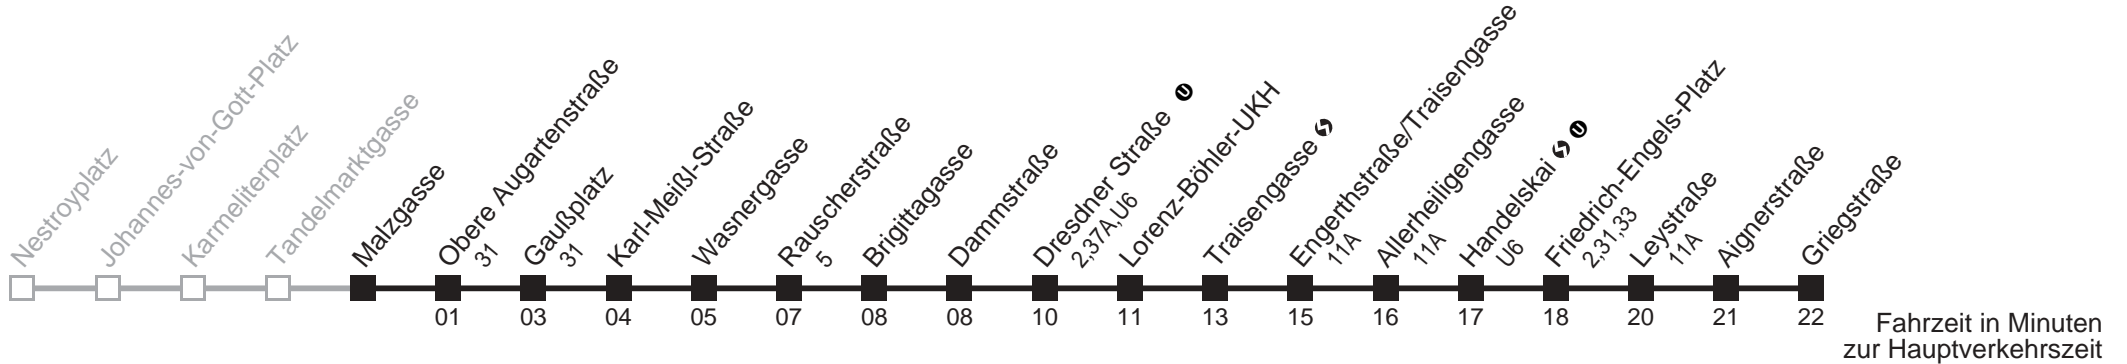 Nestroyplatz
Johannes-von-Gott-Platz
Karmeliterplatz
Tandelmarktgasse
Malzgasse
Obere Augartenstraße
31
Gaußplatz
31
Karl-Meißl-Straße
Wasnergasse
Rauscherstraße
5
Brigittagasse
Dammstraße
Dresdner Straße U
2,37A,U6
Lorenz-Böhler-UKH
Traisengasse
Engerthstraße/Traisengasse
11A
Allerheiligengasse
11A
Handelskai U
U6
Friedrich-Engels-Platz
2,31,33
Leystraße
11A
Aignerstraße
Griegstraße
01 03 04 05 07 08 08 10 11 13 15 16 17 18 20 21 22
Fahrzeit in Minuten
zur Hauptverkehrszeit